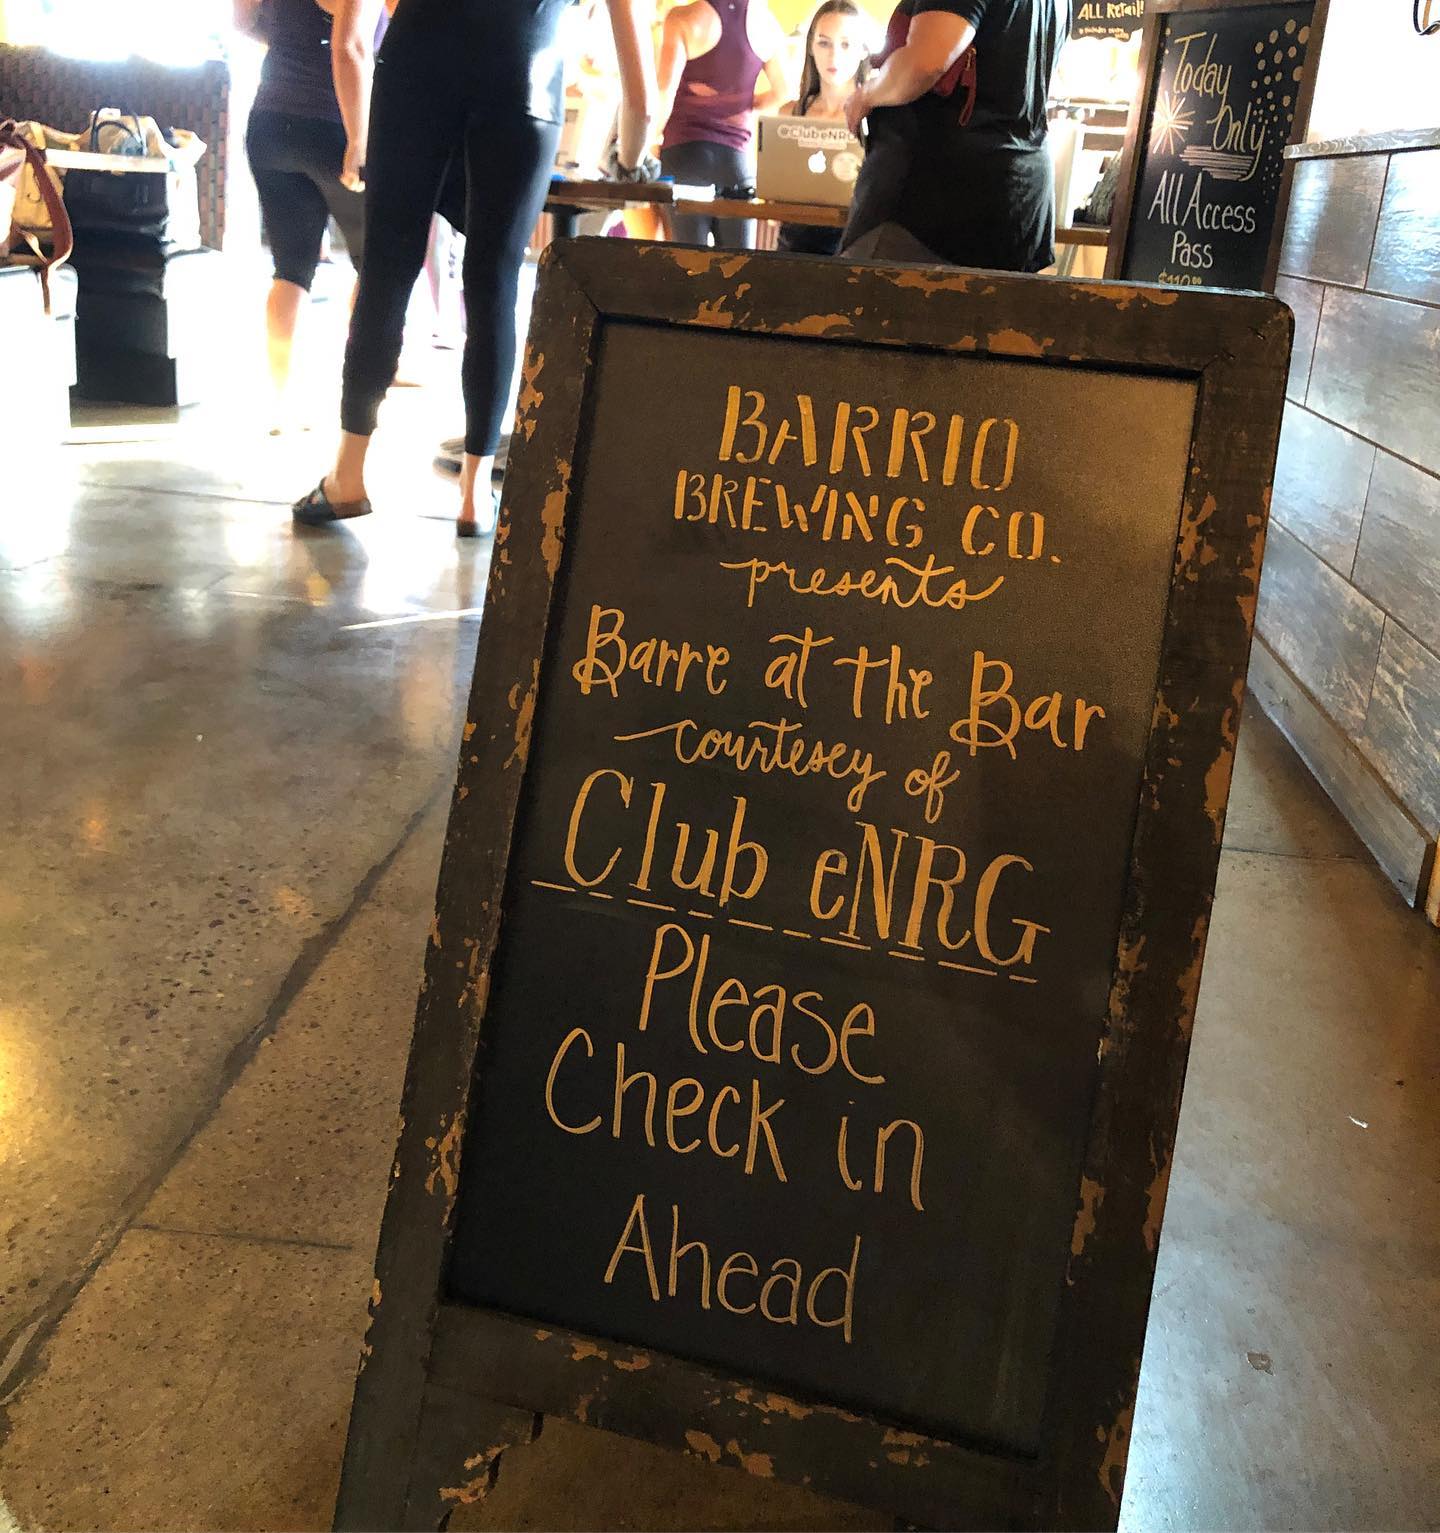 ALL Retail!
Today
Only
All Access
Pass
@ClubeNRG
BARRIO
BREWING CO.
presents
Barre at the Bar
courtesey of
Club eNRG
Please
Check in
Ahead